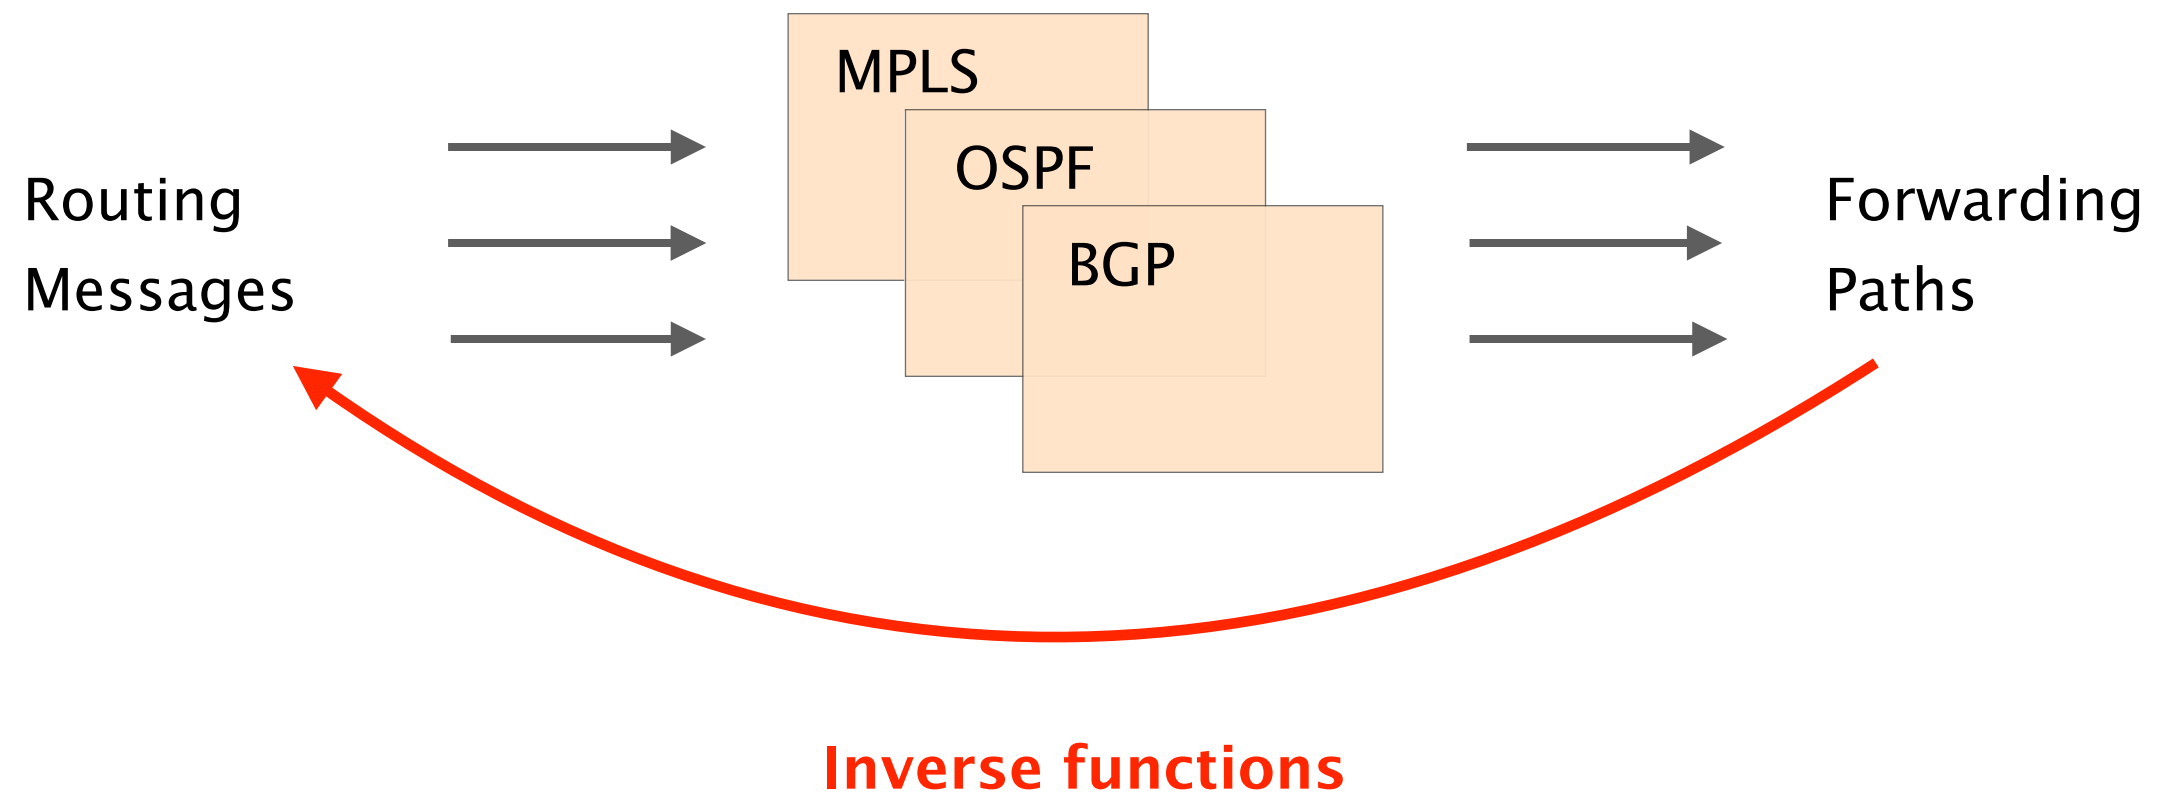 Routing
Messages
MPLS
OSPF
BGP
Forwarding
Paths
Inverse functions